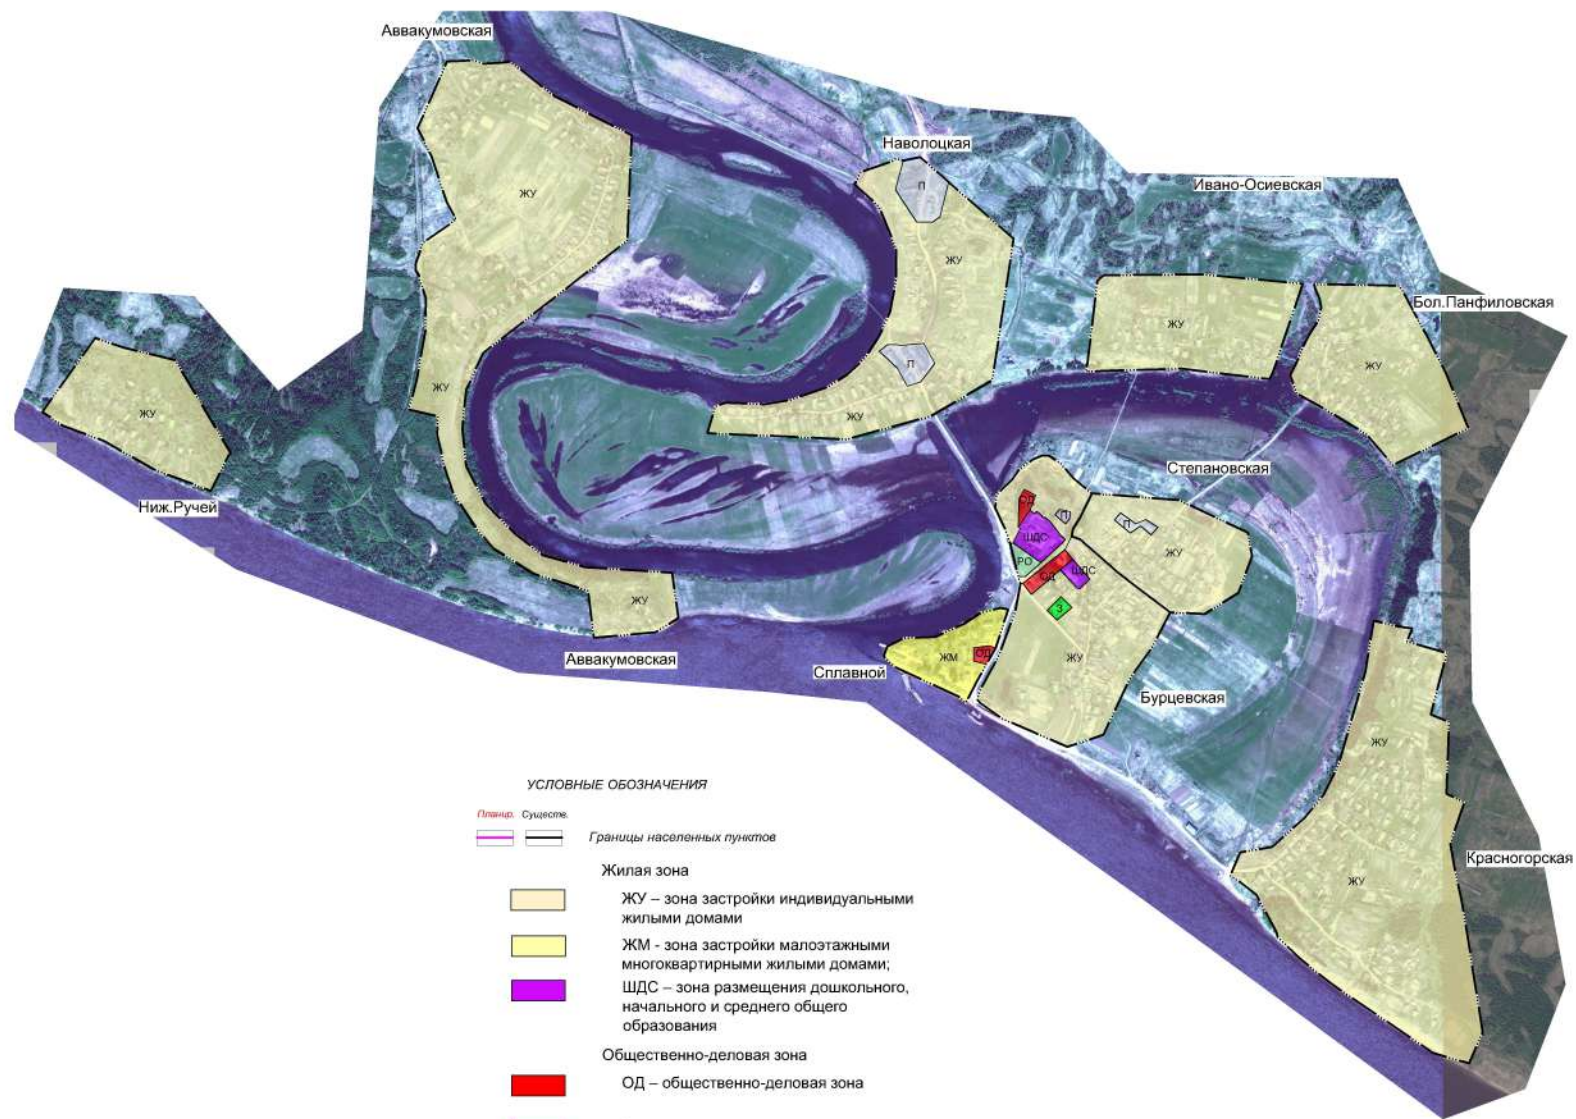 Аввакумовская
Наволоцкая
Ивано-Осиевская
П
ЖУ
ЖУ
Бол.Панфиловская
ЖУ
П
ЖУ
ЖУ
ЖУ
ЖУ
Степановская
Ниж.Ручей
ОД
П
П
ШДС
ЖУ
РО
ОД
ШДС
ЖУ
З
Аввакумовская
ЖМ
ОД
ЖУ
Сплавной
Бурцевская
ЖУ
УСЛОВНЫЕ ОБОЗНАЧЕНИЯ
Планир. Существ.
Границы населенных пунктов
Красногорская
Жилая зона
ЖУ
ЖУ – зона застройки индивидуальными
жилыми домами
ЖМ - зона застройки малоэтажными
многоквартирными жилыми домами;
ШДС – зона размещения дошкольного,
начального и среднего общего
образования
Общественно-деловая зона
ОД – общественно-деловая зона